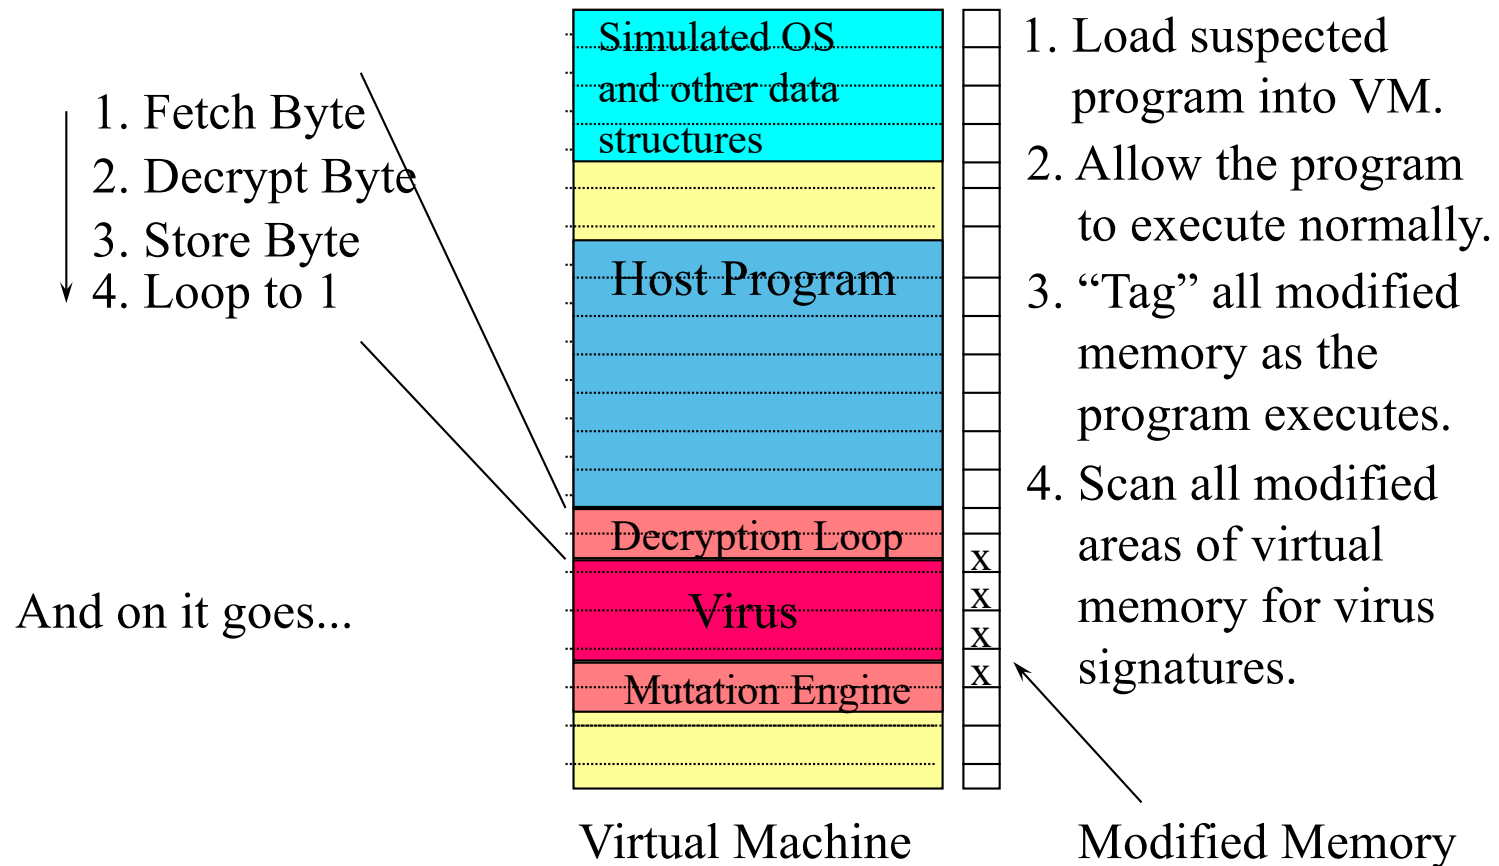 1. Fetch Byte
2. Decrypt Byte
3. Store Byte
4. Loop to 1
And on it goes...
Simulated OS
and other data
structures
Host Program
Decryption Loop
Virus
Mutation Engine
Virtual Machine
x
x
x
x
1. Load suspected
program into VM.
2. Allow the program
to execute normally.
3. “Tag” all modified
memory as the
program executes.
4. Scan all modified
areas of virtual
memory for virus
signatures.
Modified Memory